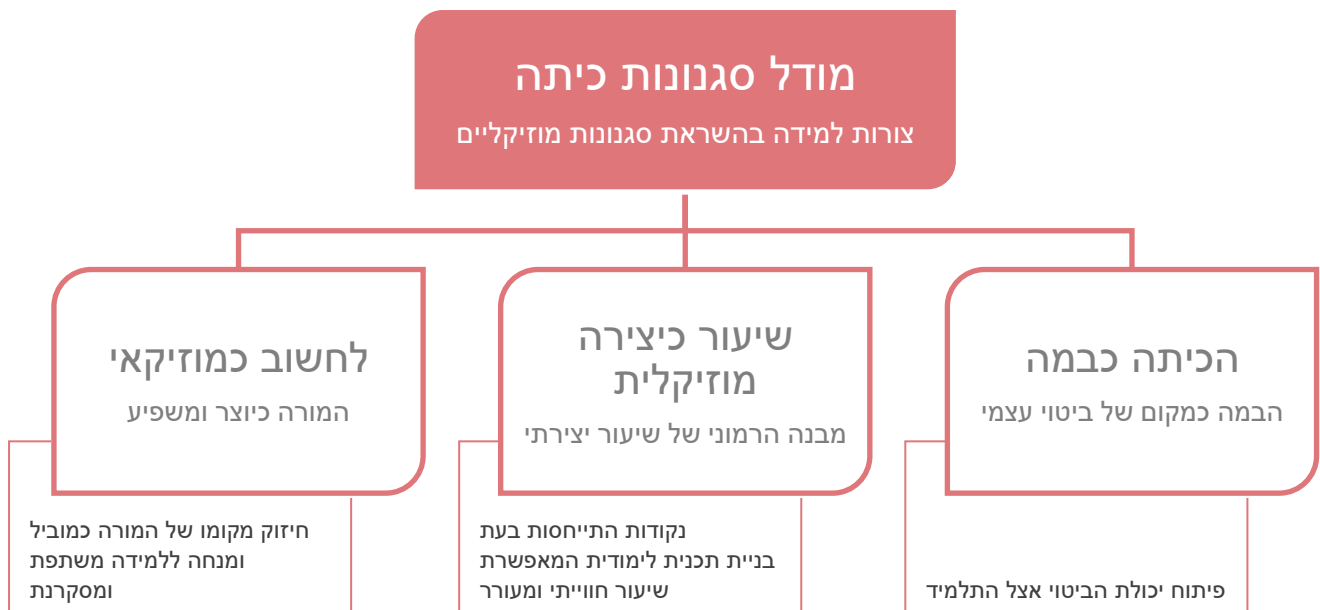 מודל סגנונות כיתה
צורות למידה בהשראת סגנונות מוזיקליים
הכיתה כבמה
הבמה כמקום של ביטוי עצמי
פיתוח יכולת הביטוי אצל התלמיד
שיעור כיצירה
מוזיקלית
מבנה הרמוני של שיעור יצירתי
נקודות התייחסות בעת
בניית תכנית לימודית המאפשרת
שיעור חווייתי ומעורר
לחשוב כמוזיקאי
המורה כיוצר ומשפיע
חיזוק מקומו של המורה כמוביל
ומנחה ללמידה משתפת
ומסקרנת